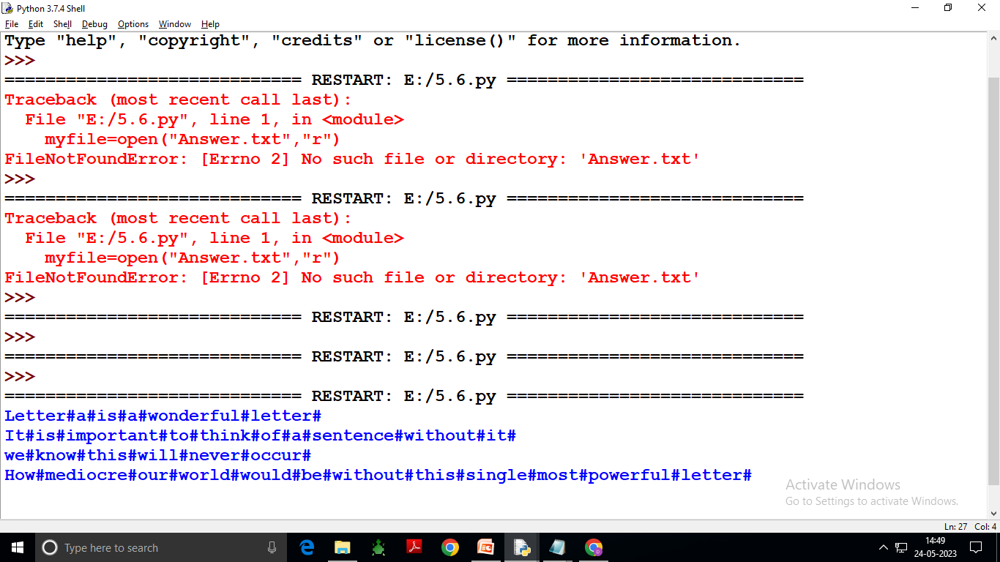 Python 3.7.4 Shell
File Edit Shell Debug Options Window Help
Type "help", "copyright", "credits" or "license()" for more information.
>>>
============================= RESTART: E:/5.6.py =============================
Traceback (most recent call last):
  File "E:/5.6.py", line 1, in <module>
    myfile=open("Answer.txt","r")
FileNotFoundError: [Errno 2] No such file or directory: 'Answer.txt'
>>>
============================= RESTART: E:/5.6.py =============================
Traceback (most recent call last):
  File "E:/5.6.py", line 1, in <module>
    myfile=open("Answer.txt","r")
FileNotFoundError: [Errno 2] No such file or directory: 'Answer.txt'
>>>
============================= RESTART: E:/5.6.py =============================
>>>
============================= RESTART: E:/5.6.py =============================
>>>
============================= RESTART: E:/5.6.py =============================
Letter#a#is#a#wonderful#letter#
It#is#important#to#think#of#a#sentence#without#it#
we#know#this#will#never#occur#
How#mediocre#our#world#would#be#without#this#single#most#powerful#letter#
Activate Windows
Go to Settings to activate Windows.
Ln: 27 Col: 4
Type here to search
14:49
24-05-2023